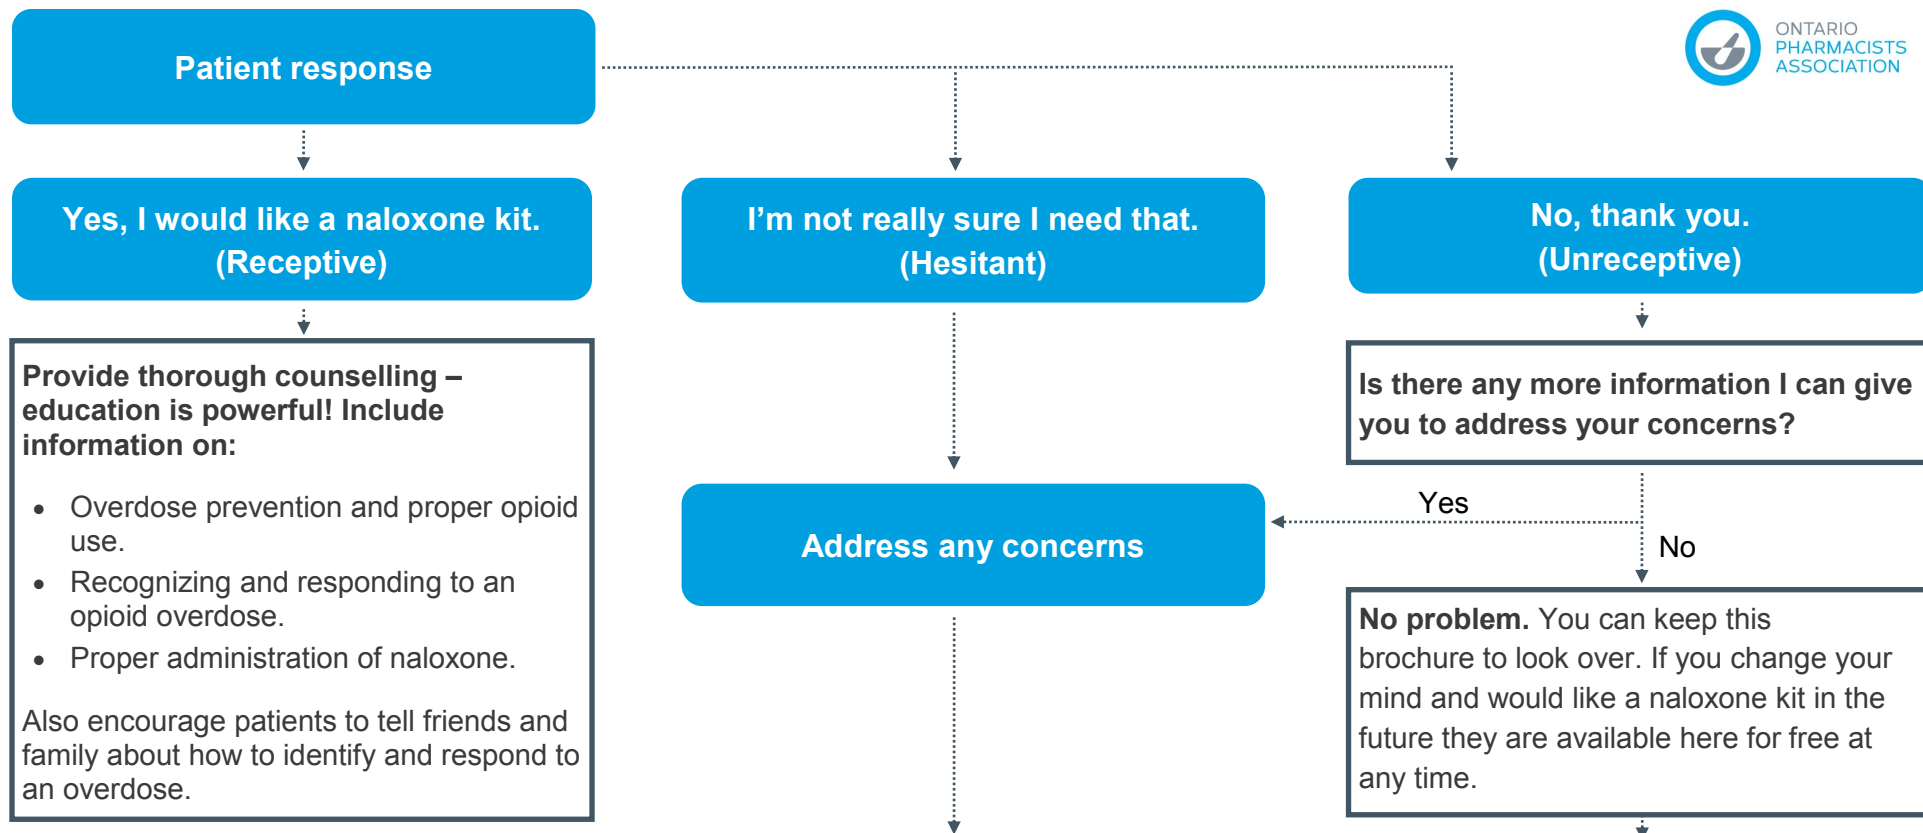 Patient response
ONTARIO
PHARMACISTS
ASSOCIATION
Yes, I would like a naloxone kit.
(Receptive)
I’m not really sure I need that.
(Hesitant)
No, thank you.
(Unreceptive)
Provide thorough counselling –
education is powerful! Include
information on:
• Overdose prevention and proper opioid
use.
• Recognizing and responding to an
opioid overdose.
• Proper administration of naloxone.
Also encourage patients to tell friends and
family about how to identify and respond to
an overdose.
Address any concerns
Is there any more information I can give
you to address your concerns?
Yes
No
No problem. You can keep this
brochure to look over. If you change your
mind and would like a naloxone kit in the
future they are available here for free at
any time.